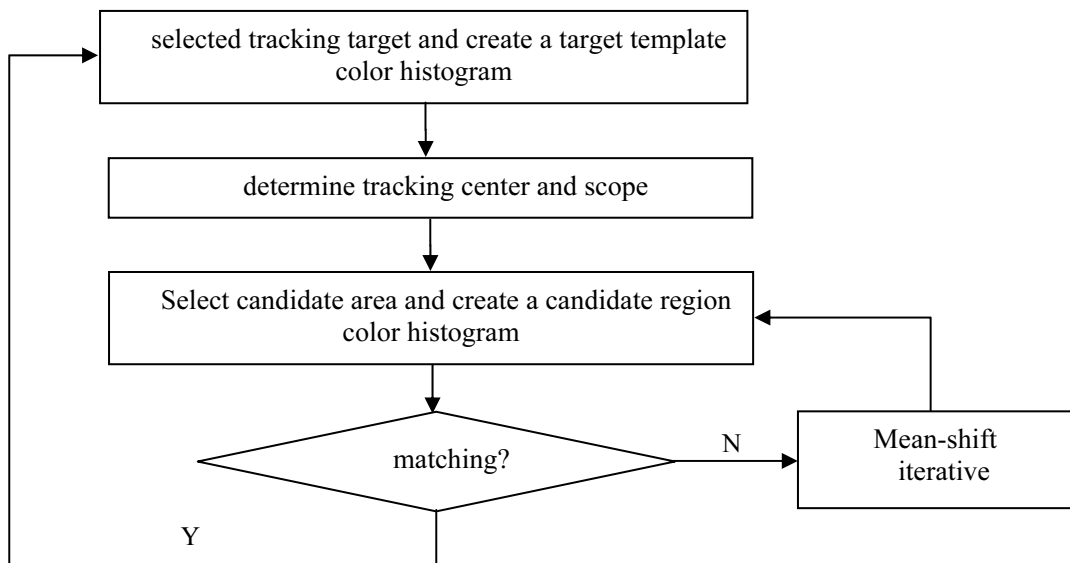 selected tracking target and create a target template
color histogram
determine tracking center and scope
Select candidate area and create a candidate region
color histogram
matching?
N
Mean-shift
iterative
Y